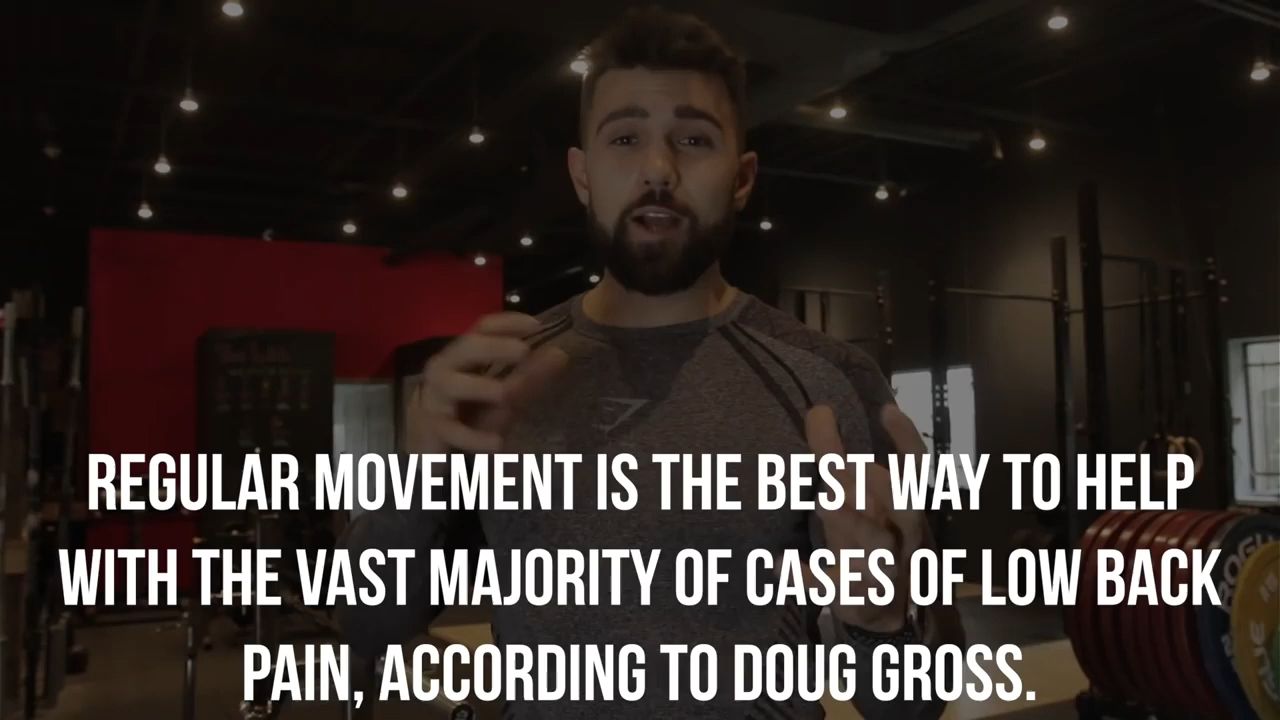 REGULAR MOVEMENT IS THE BEST WAY TO HELP
WITH THE VAST MAJORITY OF CASES OF LOW BACK
PAIN, ACCORDING TO DOUG GROSS.